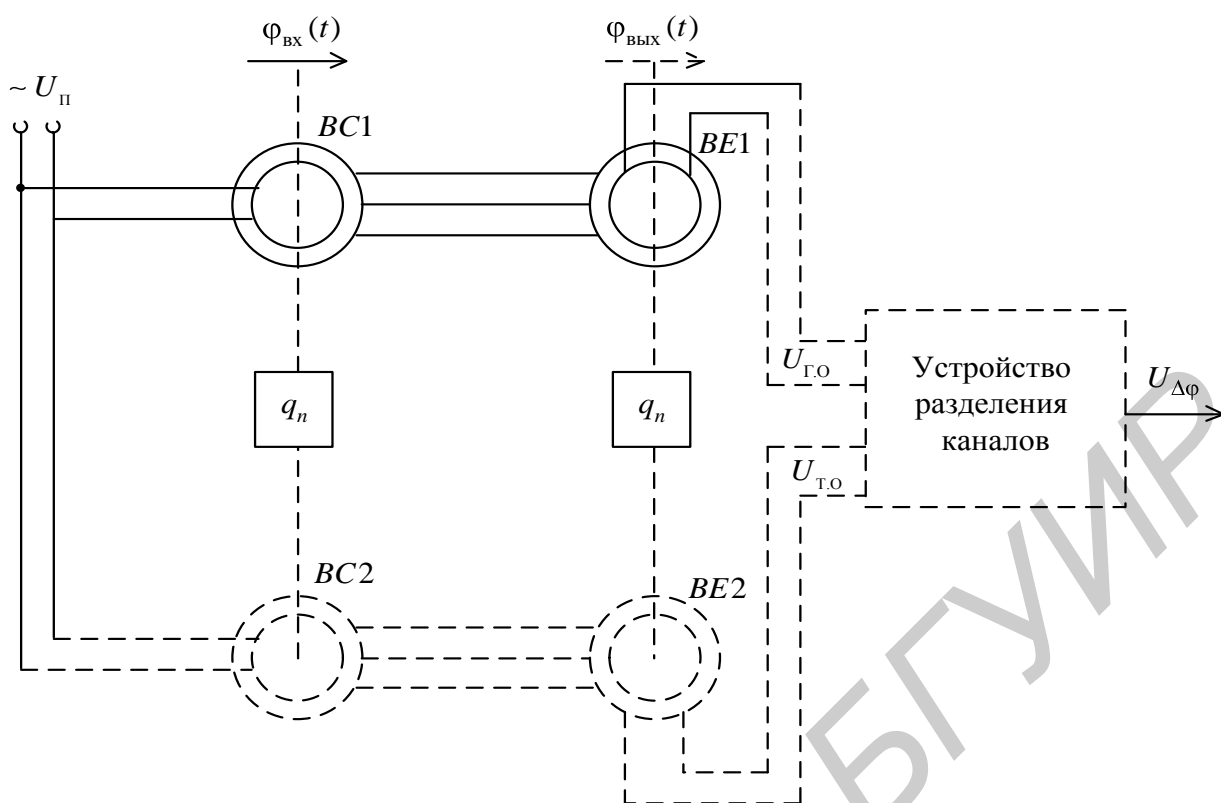 φвх(t)
φвых(t)
~ Uп
BC1
BE1
qn
qn
UГ.О
UТ.О
Устройство
разделения
каналов
UΔφ
BC2
BE2
БГУИР